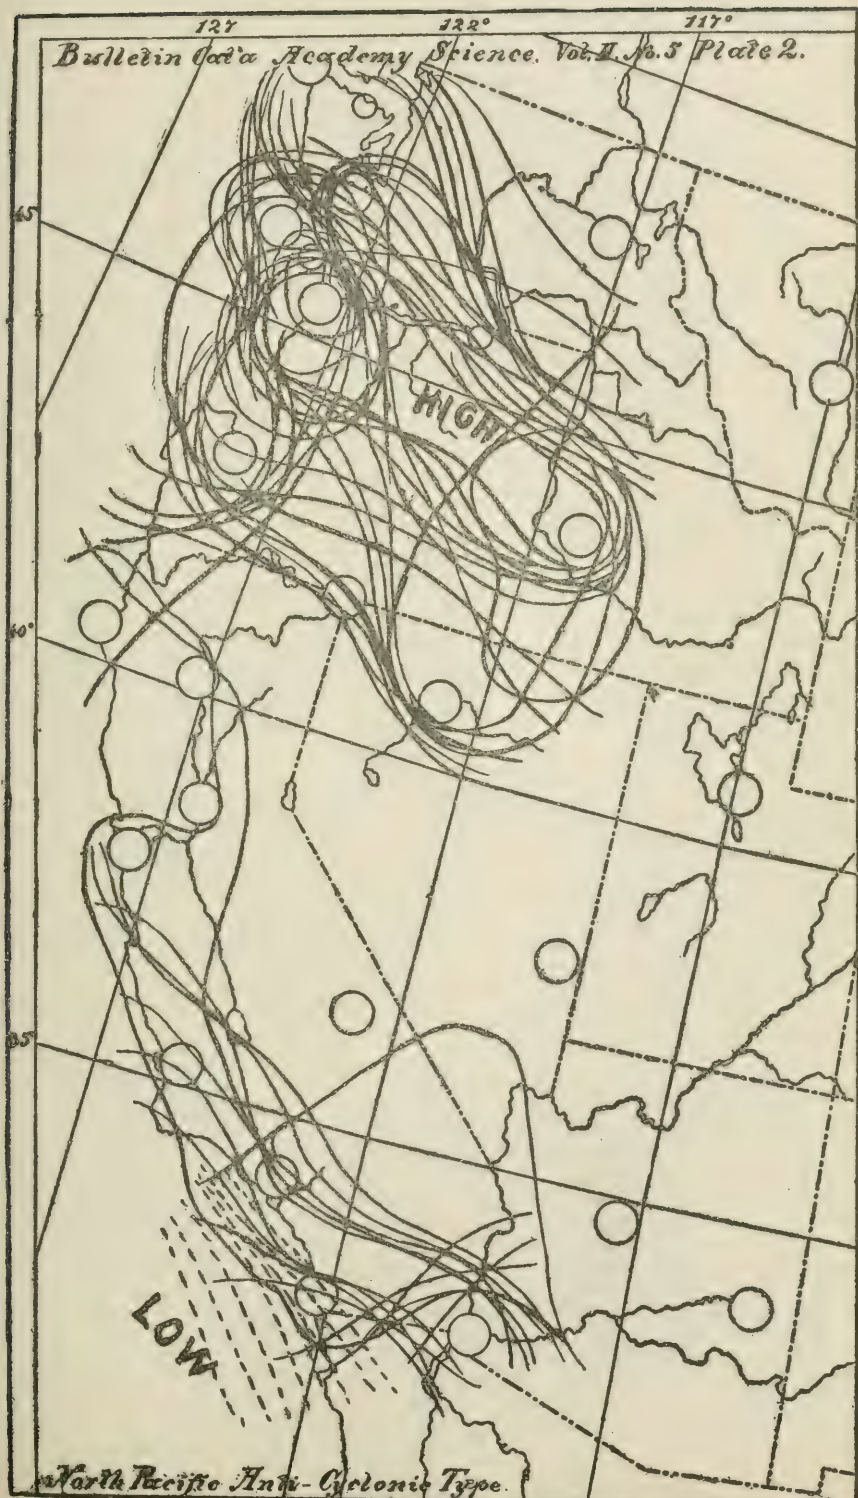 127 122° 117°
Bulletin Cal'a Academy Science. Vol. II. No. 5 Plate 2.
45
HIGH
40°
35°
LOW
North Pacific Anti-Cyclonic Type.